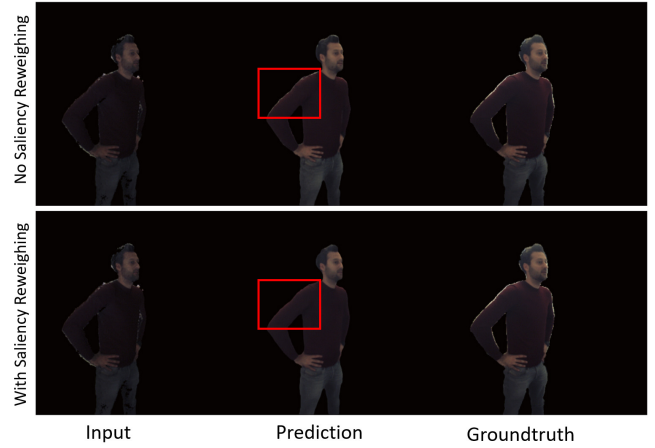 No Saliency Reweighing
With Saliency Reweighing
Input
Prediction
Groundtruth